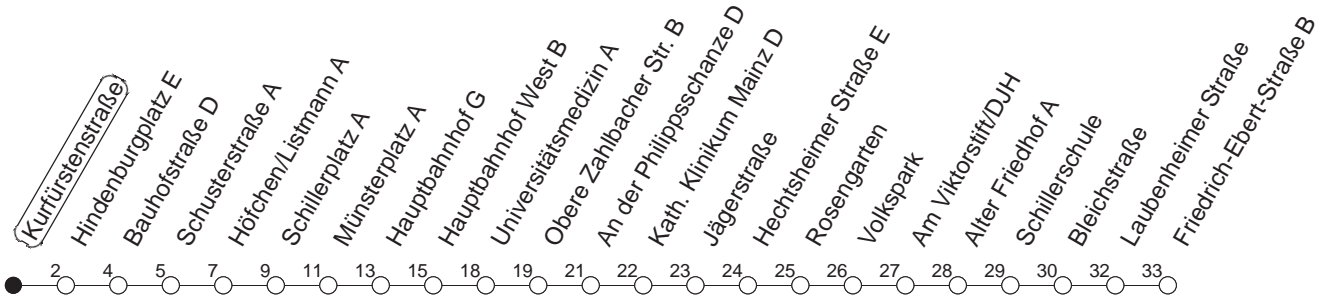 Kurfürstenstraße
Hindenburgplatz E
Bauhofstraße D
Schusterstraße A
Höfchen/Listmann A
Schillerplatz A
Münsterplatz A
Hauptbahnhof G
Hauptbahnhof West B
Universitätsmedizin A
Obere Zahlbacher Str. B
An der Philippsschanze D
Kath. Klinikum Mainz D
Jägerstraße
Hechtsheimer Straße E
Rosengarten
Volkspark
Am Viktorstift/DJH
Alter Friedhof A
Schillerschule
Bleichstraße
Laubenheimer Straße
Friedrich-Ebert-Straße B
2 4 5 7 9 11 13 15 18 19 21 22 23 24 25 26 27 28 29 30 32 33